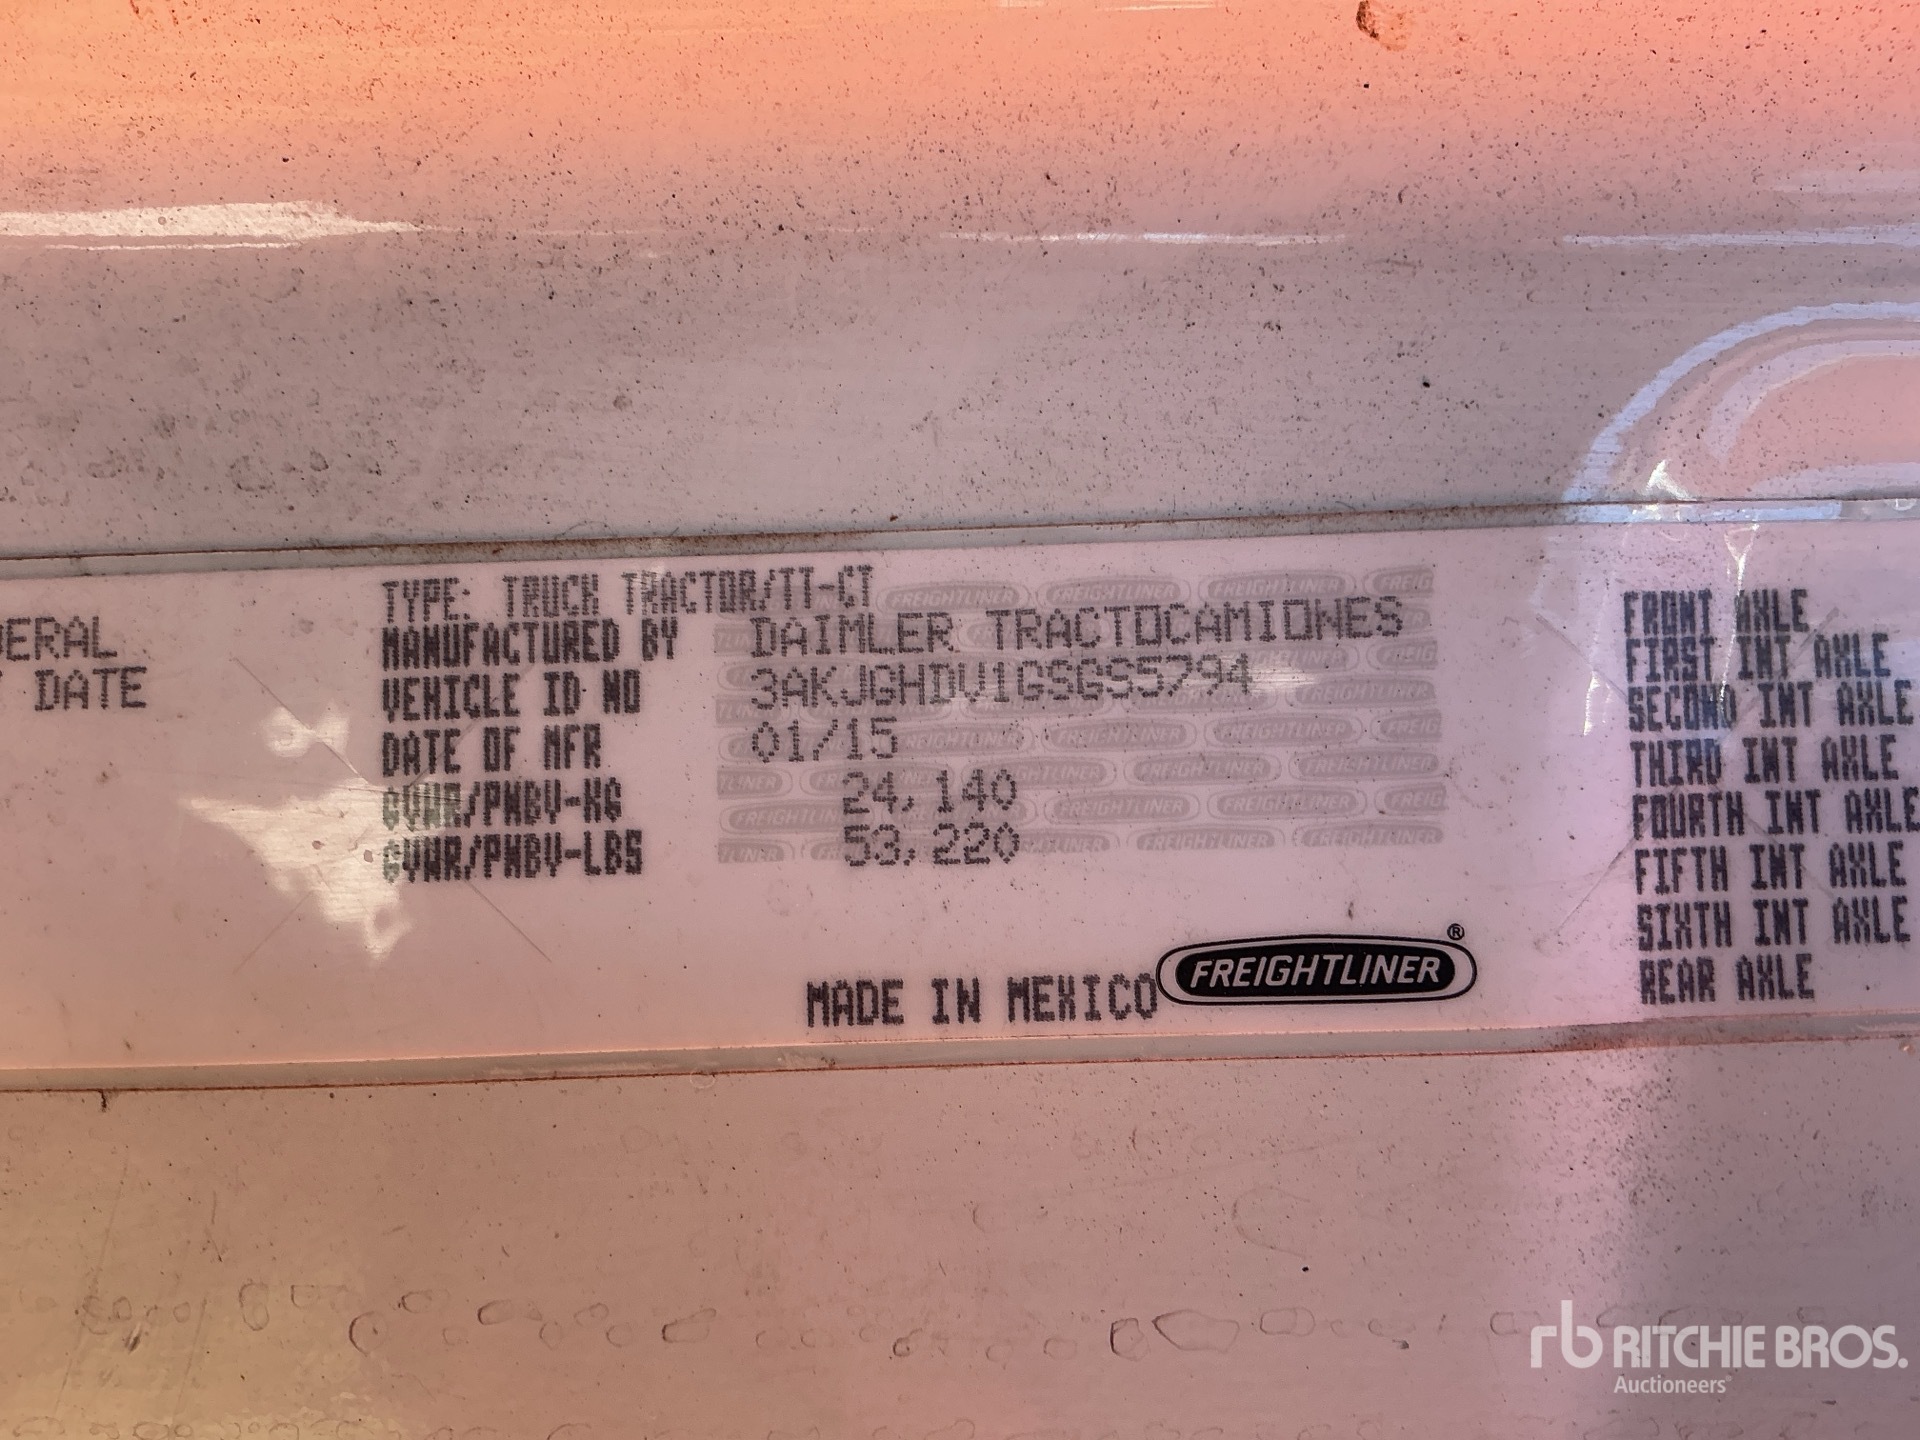 DERAL
DATE
TYPE: TRUCK TRACTOR/TT-CT
MANUFACTURED BY DAIMLER TRACTOCAMIONES
VEHICLE ID NO 3AKJGHDV1GSGS5794
DATE OF MFR 01/15
GVWR/PNBV-KG 24,140
GVWR/PNBV-LBS 53,220
MADE IN MEXICO FREIGHTLINER®
FRONT AXLE
FIRST INT AXLE
SECOND INT AXLE
THIRD INT AXLE
FOURTH INT AXLE
FIFTH INT AXLE
SIXTH INT AXLE
REAR AXLE
rb RITCHIE BROS.
Auctioneers